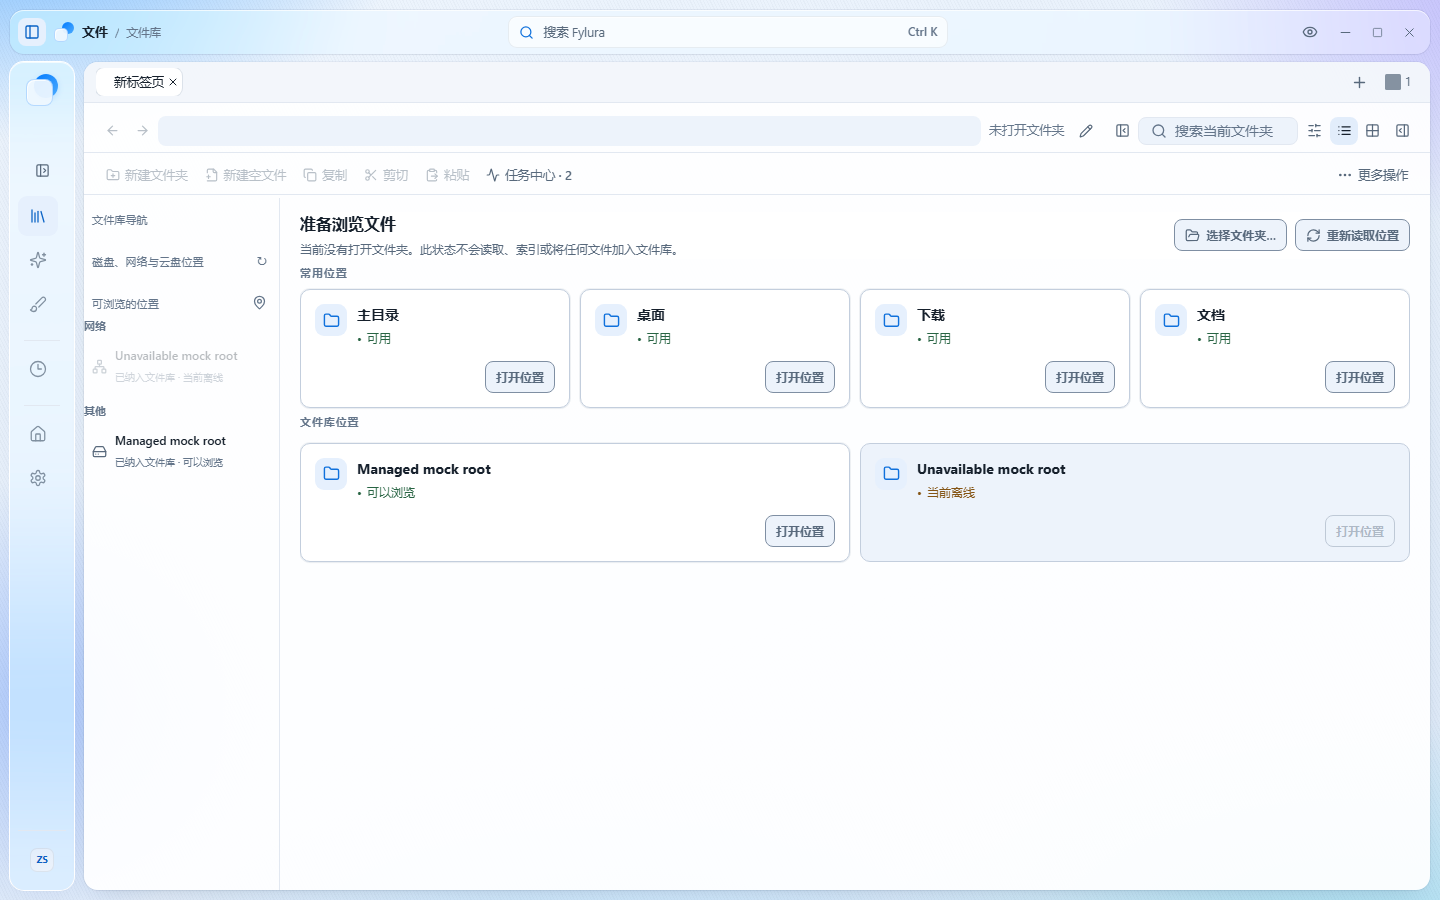 文件 / 文件库
搜索 Fylura
Ctrl K
新标签页
1
未打开文件夹
搜索当前文件夹
新建文件夹
新建空文件
复制
剪切
粘贴
任务中心 · 2
更多操作
文件库导航
磁盘、网络与云盘位置
可浏览的位置
网络
Unavailable mock root
已纳入文件库 · 当前离线
其他
Managed mock root
已纳入文件库 · 可以浏览
ZS
准备浏览文件
当前没有打开文件夹。此状态不会读取、索引或将任何文件加入文件库。
选择文件夹...
重新读取位置
常用位置
主目录
• 可用
打开位置
桌面
• 可用
打开位置
下载
• 可用
打开位置
文档
• 可用
打开位置
文件库位置
Managed mock root
• 可以浏览
打开位置
Unavailable mock root
• 当前离线
打开位置